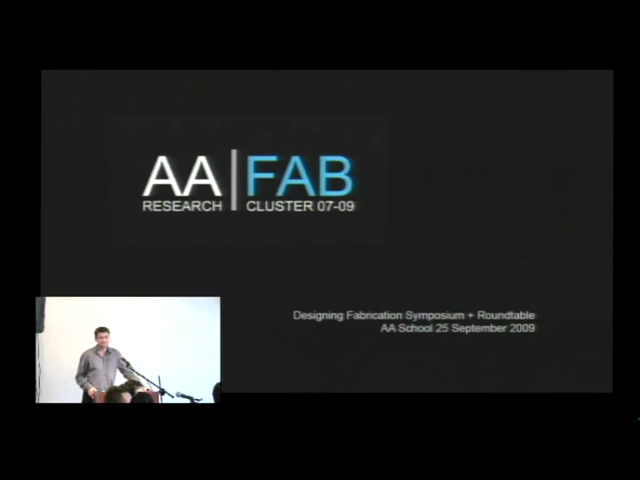 AA FAB
RESEARCH CLUSTER 07-09
Designing Fabrication Symposium + Roundtable
AA School 25 September 2009